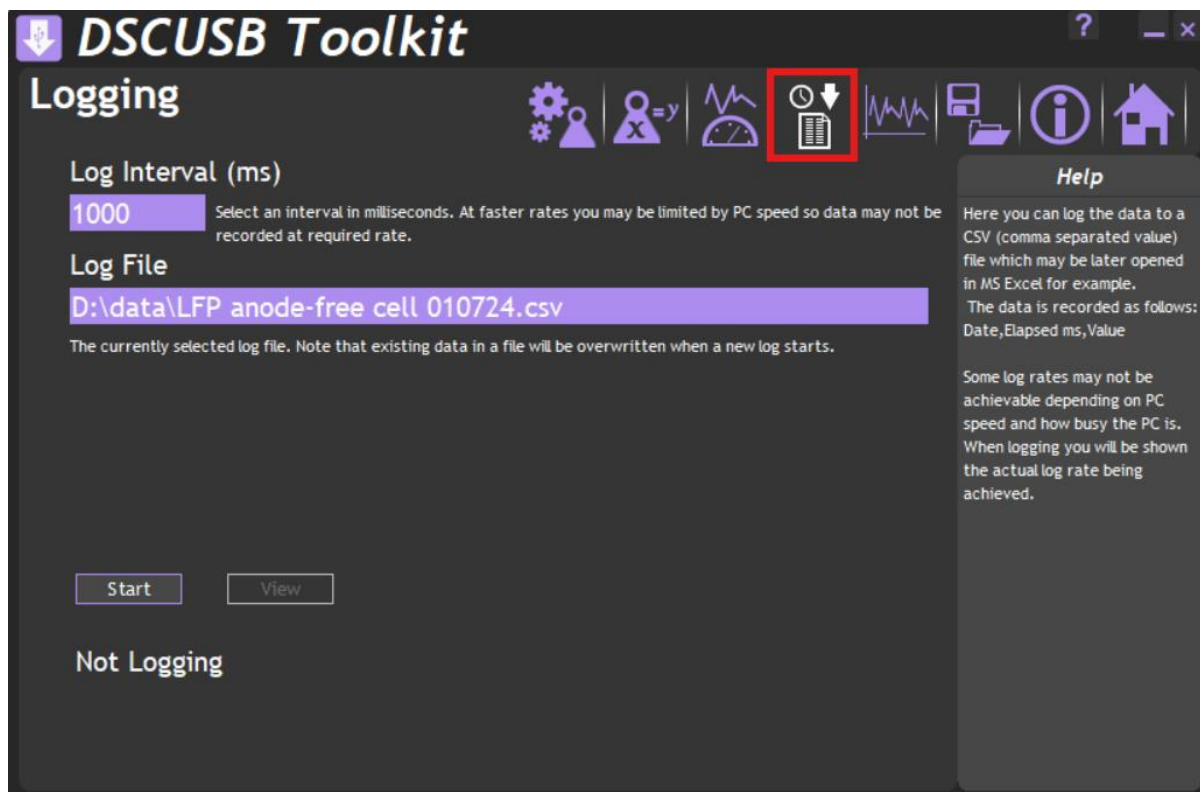 DSCUSB Toolkit
?
Logging
x=y
Log Interval (ms)
1000
Select an interval in milliseconds. At faster rates you may be limited by PC speed so data may not be
recorded at required rate.
Log File
D:\data\LFP anode-free cell 010724.csv
The currently selected log file. Note that existing data in a file will be overwritten when a new log starts.
Start
View
Not Logging
Help
Here you can log the data to a
CSV (comma separated value)
file which may be later opened
in MS Excel for example.
The data is recorded as follows:
Date,Elapsed ms,Value
Some log rates may not be
achievable depending on PC
speed and how busy the PC is.
When logging you will be shown
the actual log rate being
achieved.